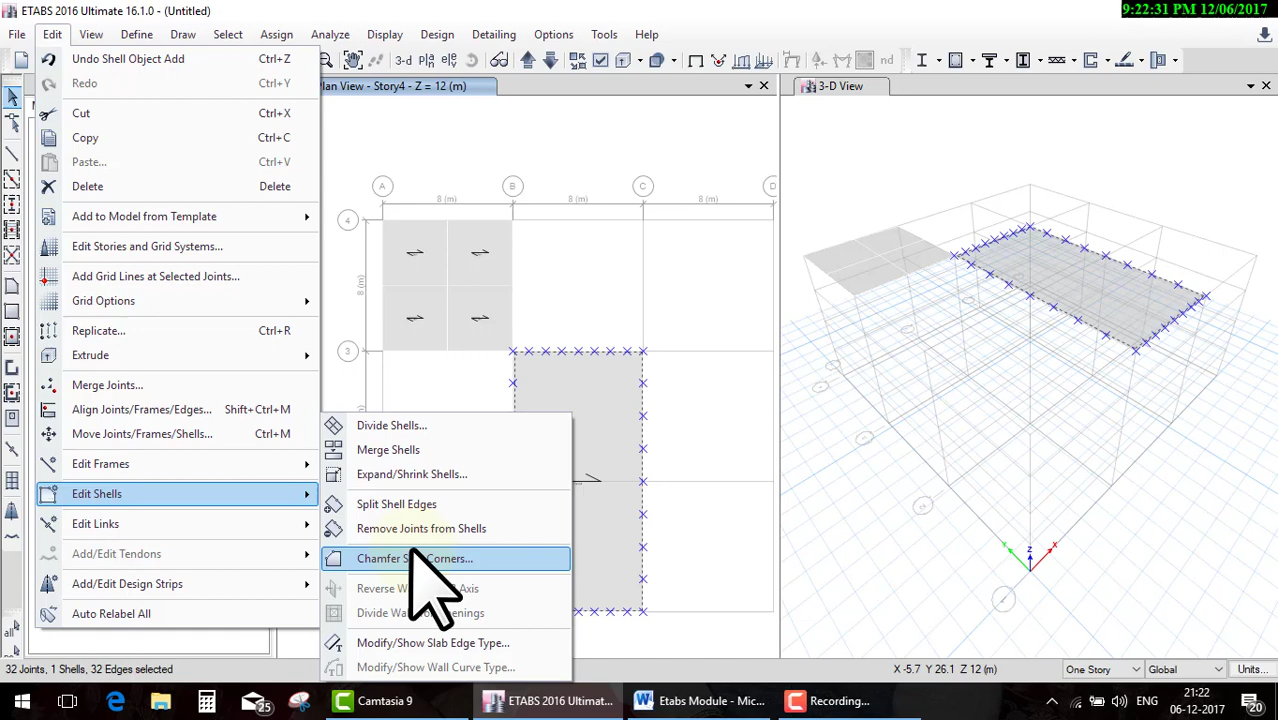 ETABS 2016 Ultimate 16.1.0 - (Untitled)
9:22:31 PM 12/06/2017
File Edit View Define Draw Select Assign Analyze Display Design Detailing Options Tools Help
Undo Shell Object Add Ctrl+Z
Redo Ctrl+Y
Cut Ctrl+X
Copy Ctrl+C
Paste... Ctrl+V
Delete Delete
Add to Model from Template
Edit Stories and Grid Systems...
Add Grid Lines at Selected Joints...
Grid Options
Replicate... Ctrl+R
Extrude
Merge Joints...
Align Joints/Frames/Edges... Shift+Ctrl+M
Move Joints/Frames/Shells... Ctrl+M
Edit Frames
Edit Shells
Edit Links
Add/Edit Tendons
Add/Edit Design Strips
Auto Relabel All
Divide Shells...
Merge Shells
Expand/Shrink Shells...
Split Shell Edges
Remove Joints from Shells
Chamfer Corners...
Reverse Axis
Divide
Modify/Show Slab Edge Type...
Modify/Show Wall Curve Type...
3-d
nd
Plan View - Story4 - Z = 12 (m)
A B C D
8 (m) 8 (m) 8 (m)
4
8 (m)
3
3-D View
Y X
32 Joints, 1 Shells, 32 Edges selected
X -5.7 Y 26.1 Z 12 (m)
One Story
Global
Units...
25
Camtasia 9
ETABS 2016 Ultimat...
Etabs Module - Mic...
Recording...
ENG
21:22
06-12-2017
20